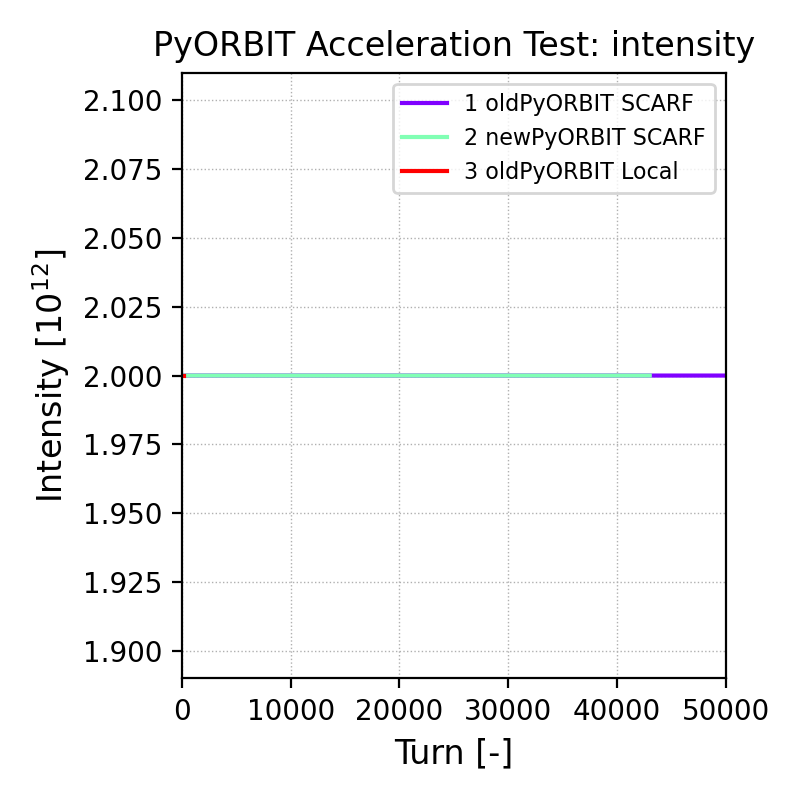 PyORBIT Acceleration Test: intensity
1 oldPyORBIT SCARF
2 newPyORBIT SCARF
3 oldPyORBIT Local
Intensity [10¹²]
2.100
2.075
2.050
2.025
2.000
1.975
1.950
1.925
1.900
0 10000 20000 30000 40000 50000
Turn [-]